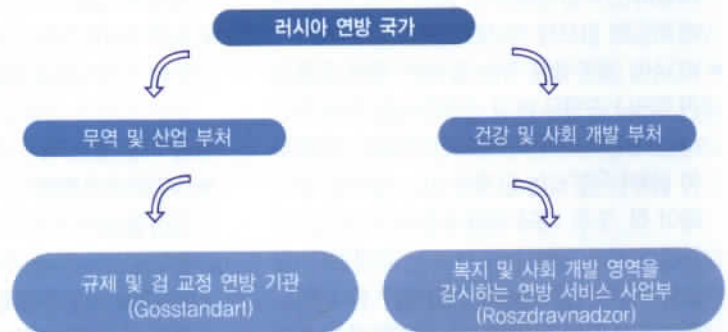 러시아 연방 국가
무역 및 산업 부처
건강 및 사회 개발 부처
규제 및 검 교정 연방 기관
(Gosstandart)
복지 및 사회 개발 영역을
감시하는 연방 서비스 사업부
(Roszdravnadzor)